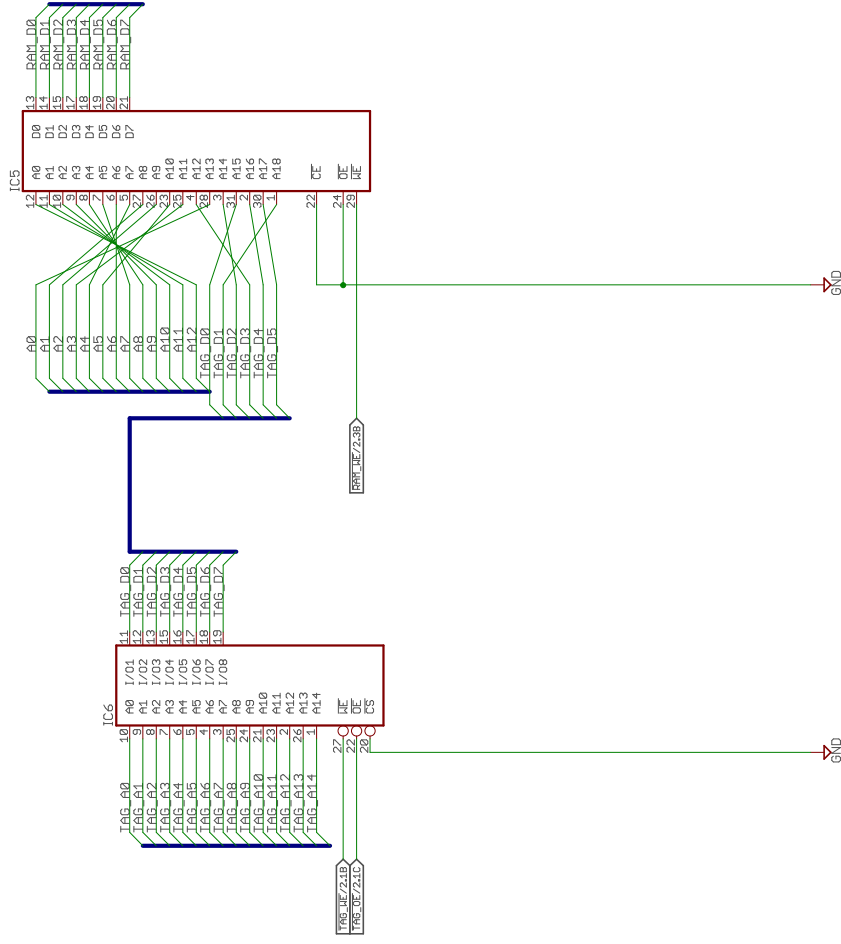 RAM_D0
RAM_D1
RAM_D2
RAM_D3
RAM_D4
RAM_D5
RAM_D6
RAM_D7
13
14
15
17
18
19
20
21
D0
D1
D2
D3
D4
D5
D6
D7
IC5
A0
A1
A2
A3
A4
A5
A6
A7
A8
A9
A10
A11
A12
A13
A14
A15
A16
A17
A18
CE
OE
WE
12
11
10
9
8
7
6
5
27
26
23
25
4
28
3
31
2
30
1
22
24
29
GND
A0
A1
A2
A3
A4
A5
A6
A7
A8
A9
A10
A11
A12
TAG_D0
TAG_D1
TAG_D2
TAG_D3
TAG_D4
TAG_D5
RAM_WE/2.3B
TAG_D0
TAG_D1
TAG_D2
TAG_D3
TAG_D4
TAG_D5
TAG_D6
TAG_D7
11
12
13
15
16
17
18
19
I/O1
I/O2
I/O3
I/O4
I/O5
I/O6
I/O7
I/O8
IC6
A0
A1
A2
A3
A4
A5
A6
A7
A8
A9
A10
A11
A12
A13
A14
WE
OE
CS
10
9
8
7
6
5
4
3
25
24
21
23
2
26
1
27
22
20
GND
TAG_A0
TAG_A1
TAG_A2
TAG_A3
TAG_A4
TAG_A5
TAG_A6
TAG_A7
TAG_A8
TAG_A9
TAG_A10
TAG_A11
TAG_A12
TAG_A13
TAG_A14
TAG_WE/2.1B
TAG_OE/2.1C